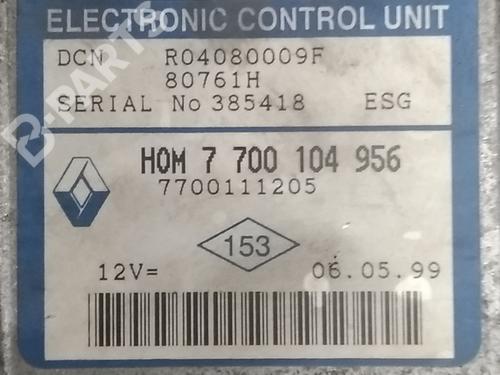 ELECTRONIC CONTROL UNIT
DCN R04080009F
80761H
SERIAL No 385418 ESG
HOM 7 700 104 956
7700111205
153
12V= 06.05.99
B-PARTS